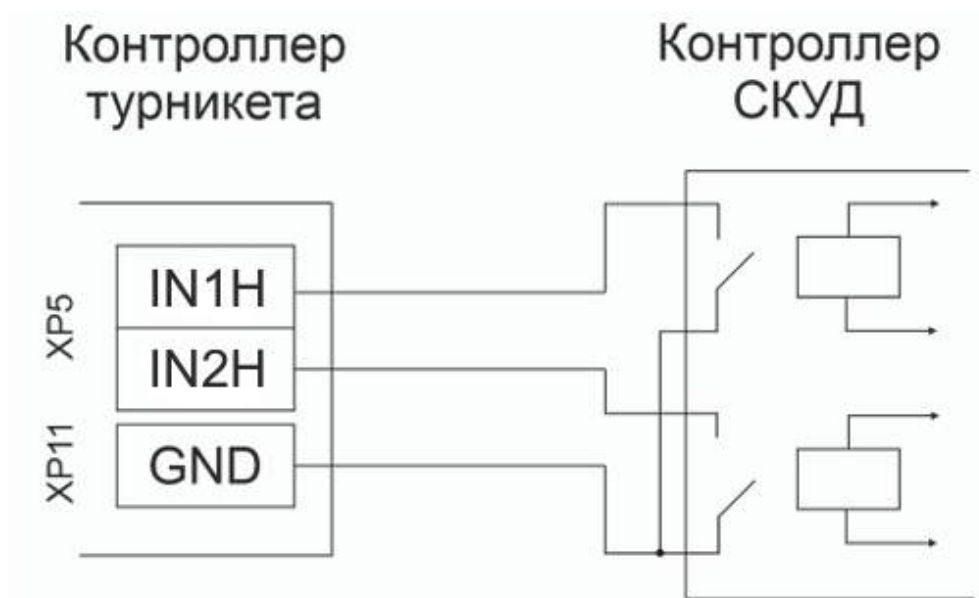 Контроллер
турникета
Контроллер
СКУД
XP5
IN1H
IN2H
XP11
GND